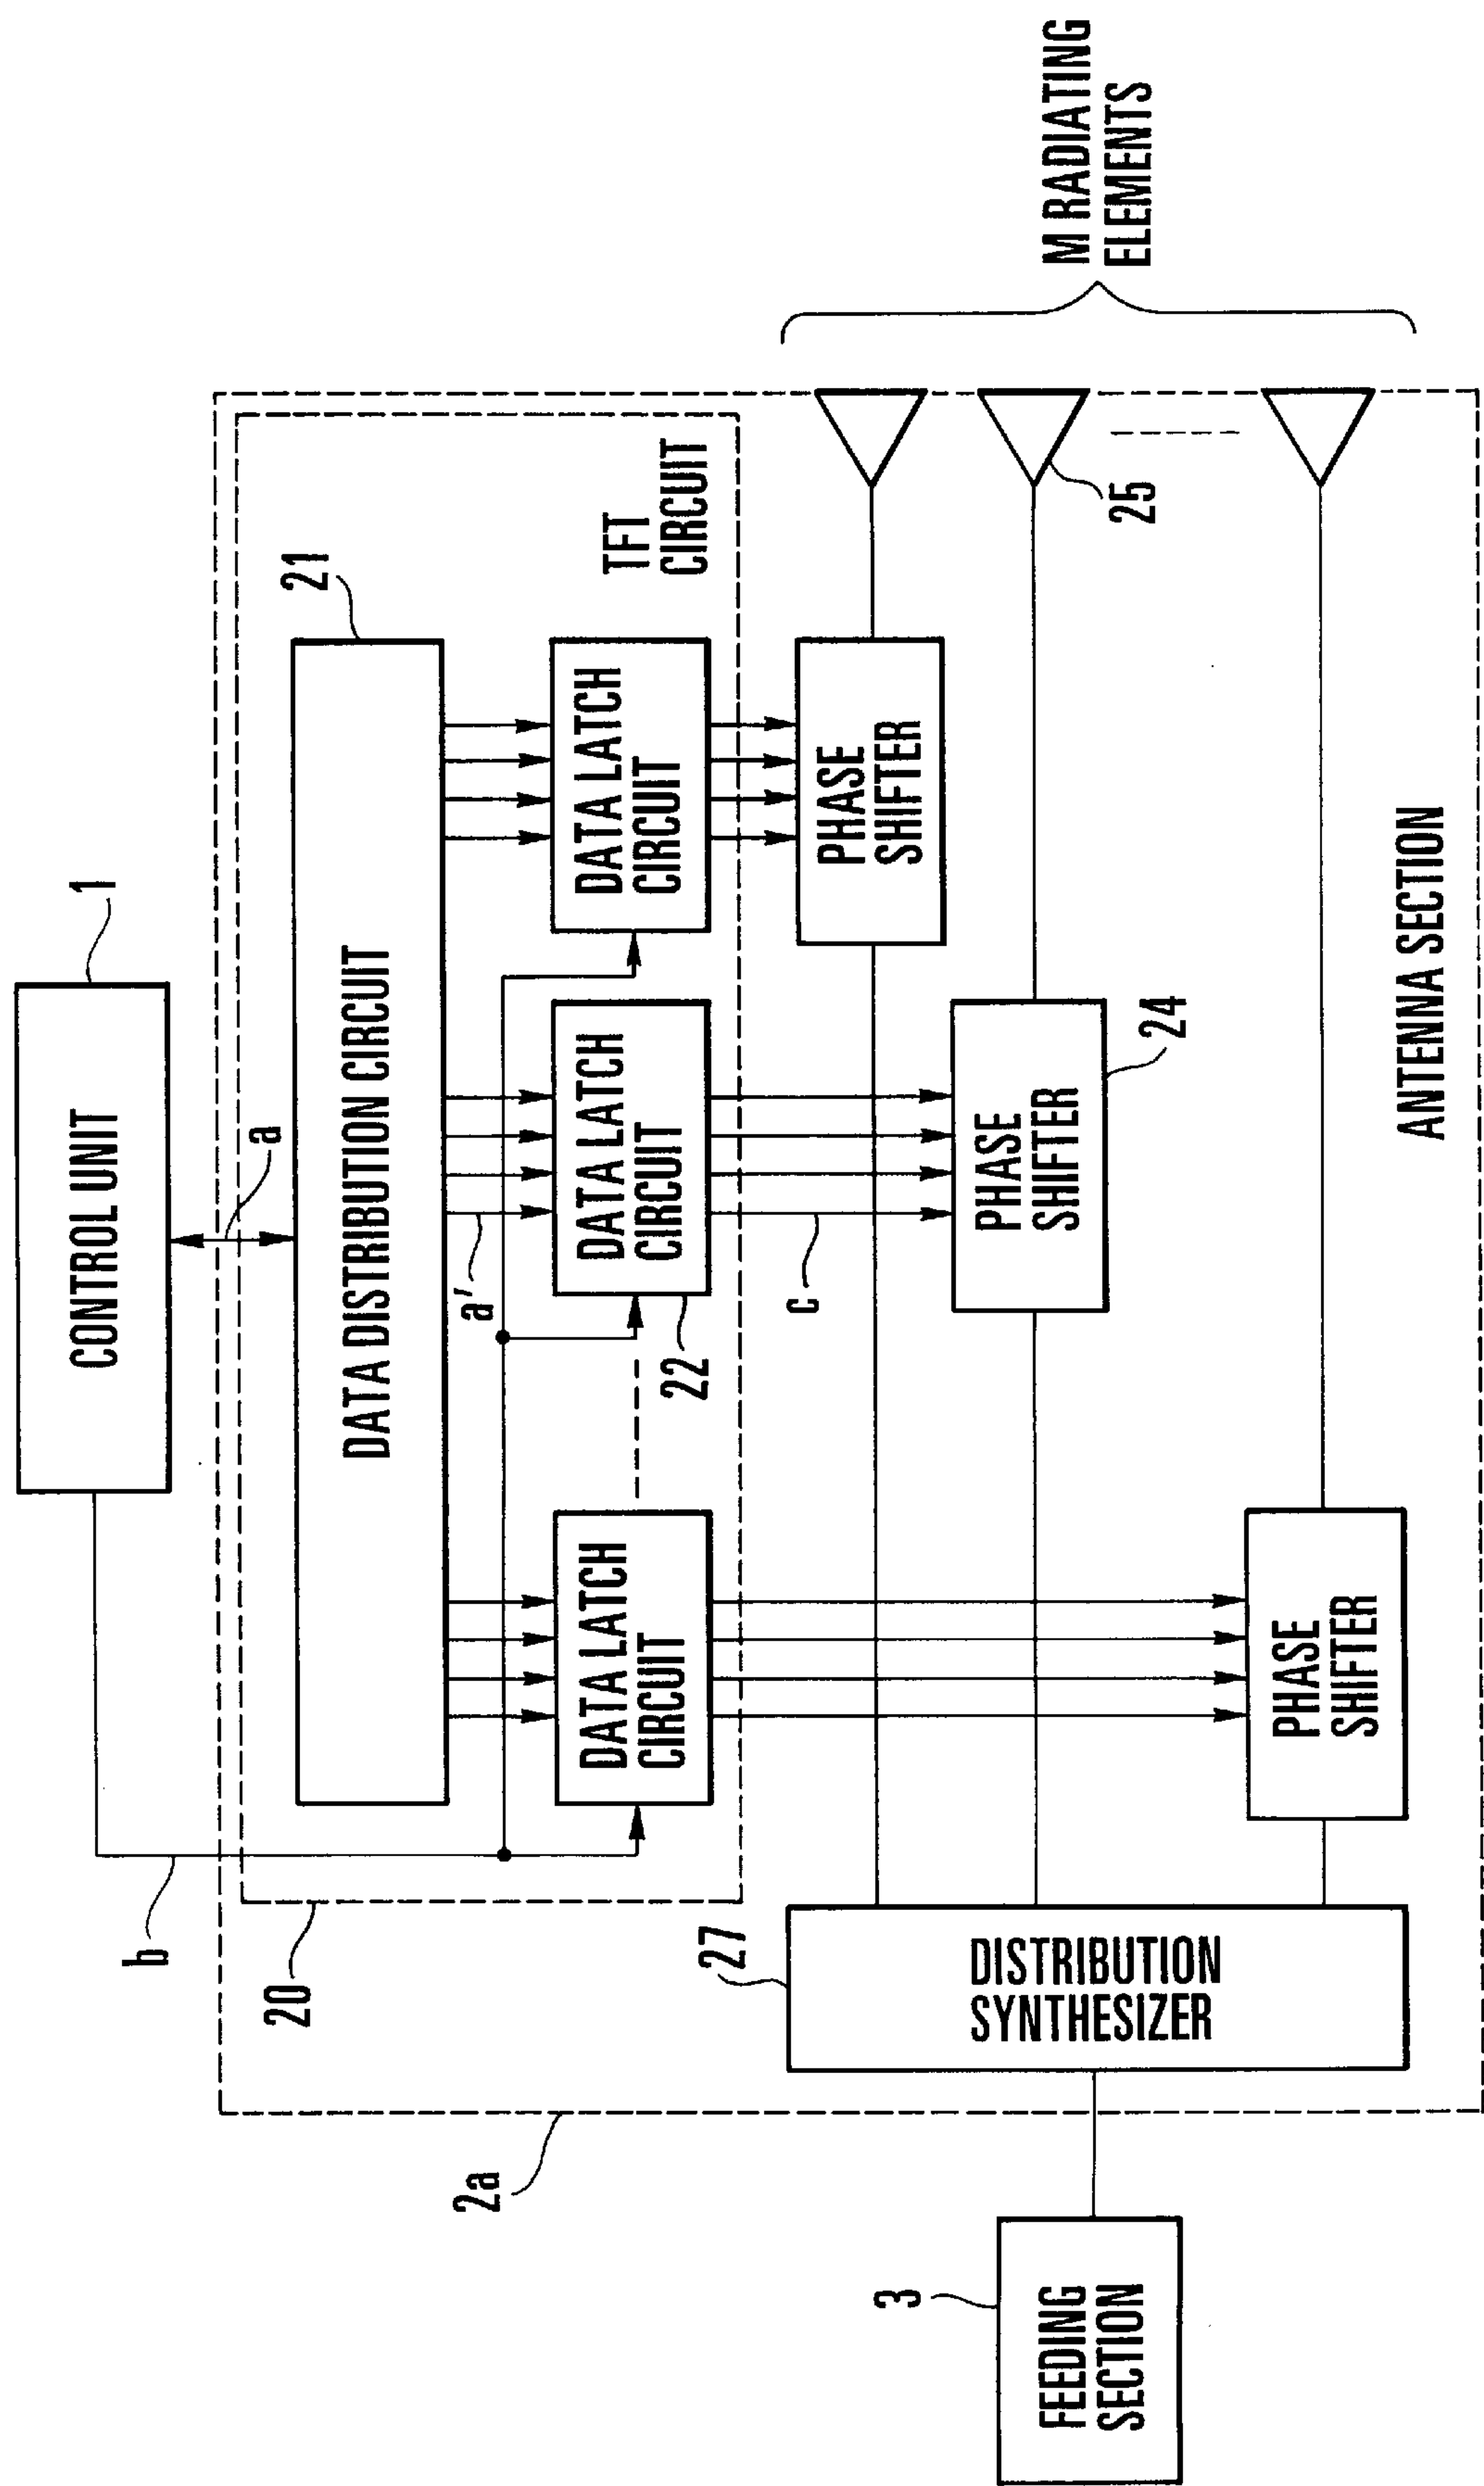 CONTROL UNIT
1
a
b
DATA DISTRIBUTION CIRCUIT
21
a'
DATA LATCH
CIRCUIT
DATA LATCH
CIRCUIT
22
DATA LATCH
CIRCUIT
TFT
CIRCUIT
20
c
PHASE
SHIFTER
PHASE
SHIFTER
24
PHASE
SHIFTER
25
M RADIATING
ELEMENTS
27
DISTRIBUTION
SYNTHESIZER
2a
3
FEEDING
SECTION
ANTENNA SECTION